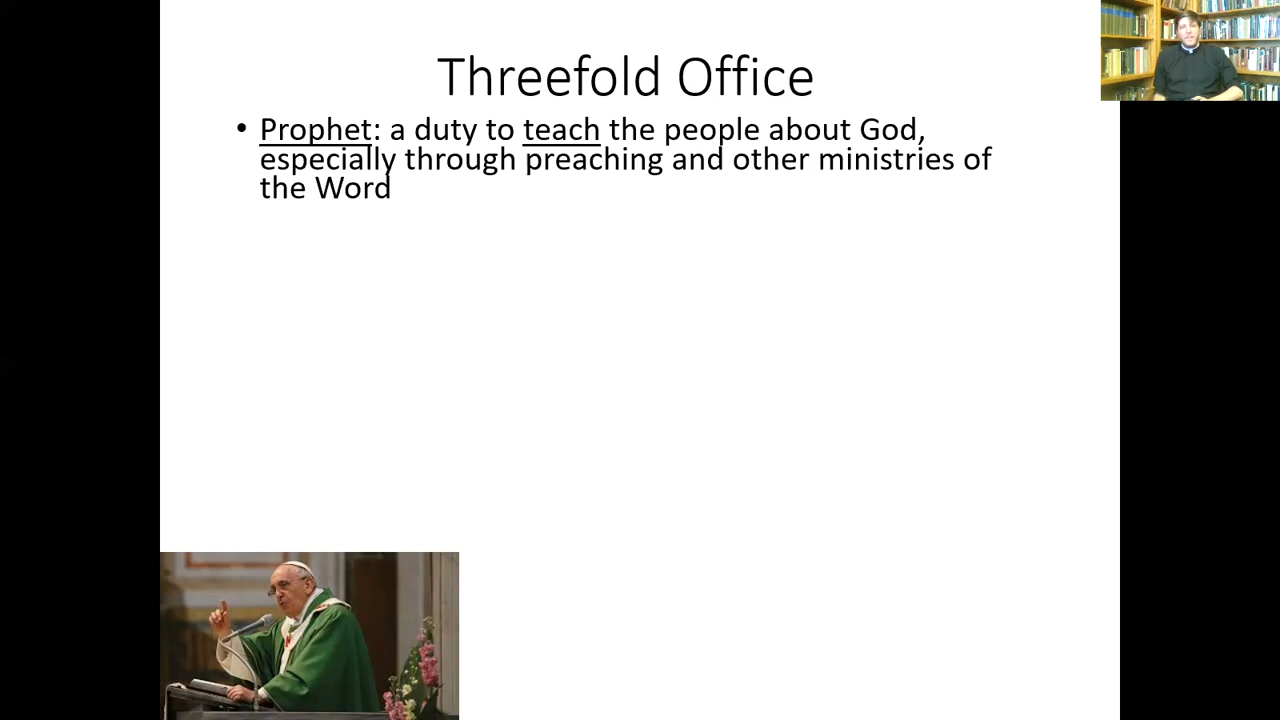 Threefold Office
• Prophet: a duty to teach the people about God,
especially through preaching and other ministries of
the Word